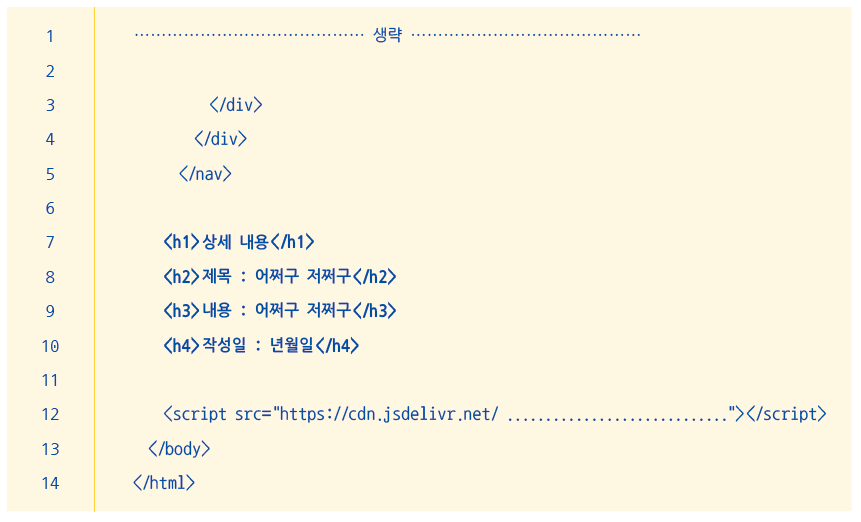 1 ………………………………………… 생략 …………………………………………
2
3 </div>
4 </div>
5 </nav>
6
7 <h1>상세 내용</h1>
8 <h2>제목 : 어쩌구 저쩌구</h2>
9 <h3>내용 : 어쩌구 저쩌구</h3>
10 <h4>작성일 : 년월일</h4>
11
12 <script src="https://cdn.jsdelivr.net/ ............................."></script>
13 </body>
14 </html>